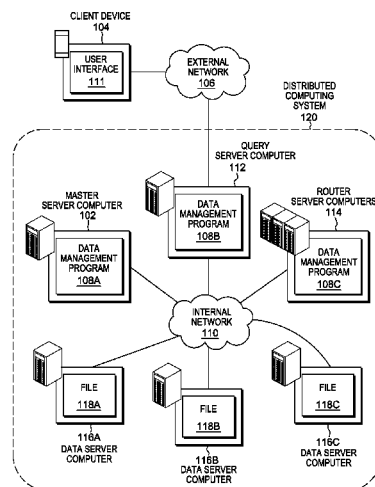 CLIENT DEVICE
104
USER
INTERFACE
111
EXTERNAL
NETWORK
106
DISTRIBUTED
COMPUTING
SYSTEM
120
QUERY
SERVER COMPUTER
112
MASTER
SERVER COMPUTER
102
ROUTER
SERVER COMPUTERS
114
DATA
MANAGEMENT
PROGRAM
108B
DATA
MANAGEMENT
PROGRAM
108A
DATA
MANAGEMENT
PROGRAM
108C
INTERNAL
NETWORK
110
FILE
118A
116A
DATA SERVER
COMPUTER
FILE
118B
116B
DATA SERVER
COMPUTER
FILE
118C
116C
DATA SERVER
COMPUTER